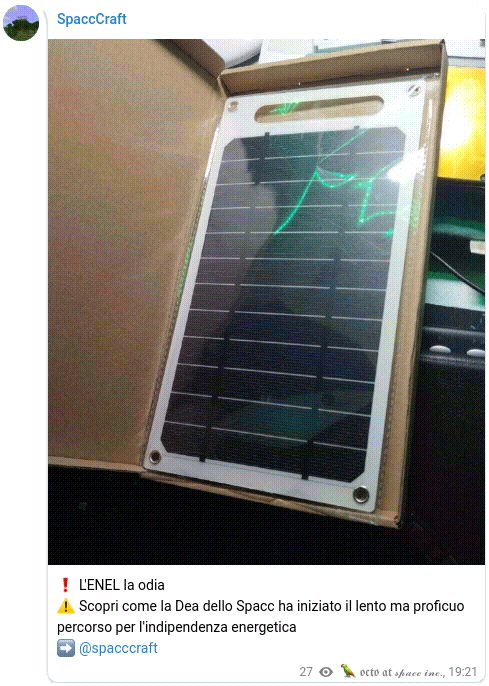 SpaccCraft
❗ L'ENEL la odia
⚠️ Scopri come la Dea dello Spacc ha iniziato il lento ma proficuo
percorso per l'indipendenza energetica
➡️ @spacccraft
27 🦜 𝖔𝖈𝖙𝖔 𝖆𝖙 𝓈𝓅𝒶𝒸𝒸 𝒾𝓃𝒸., 19:21